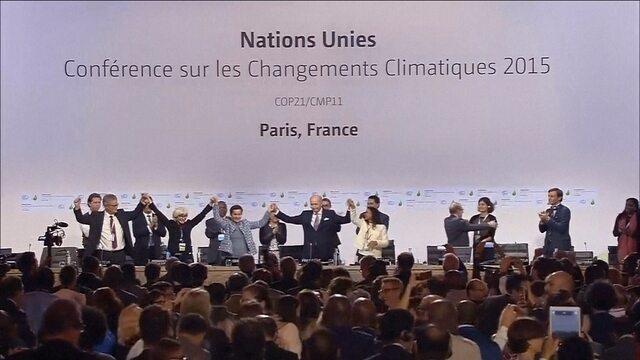 Nations Unies
Conférence sur les Changements Climatiques 2015
COP21/CMP11
Paris, France